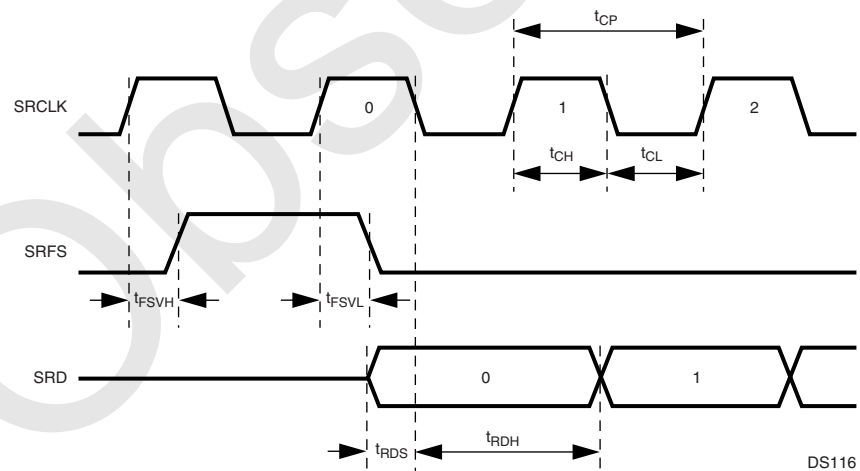 tCP
SRCLK
0
1
2
tCH
tCL
SRFS
tFSVH
tFSVL
SRD
0
1
tRDS
tRDH
DS116